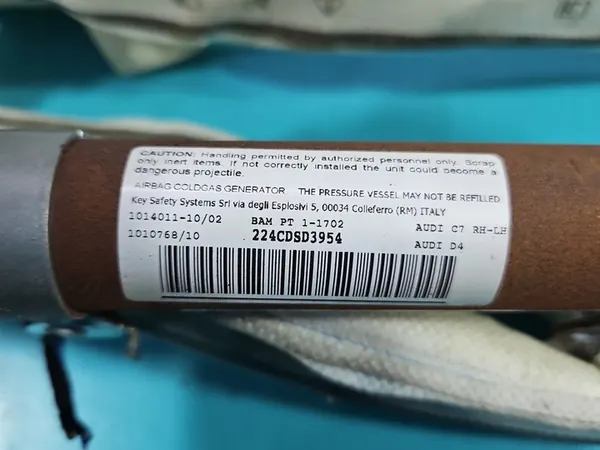 CAUTION: Handling permitted by authorized personnel only. Scrap
only inert items. If not correctly installed the unit could become a
dangerous projectile.
AIRBAG COLDGAS GENERATOR THE PRESSURE VESSEL MAY NOT BE REFILLED
Key Safety Systems Srl via degli Esplosivi 5, 00034 Colleferro (RM) ITALY
1014011-10/02 BAM PT 1-1702 AUDI C7 RH-LH
1010768/10 224CDSD3954 AUDI D4